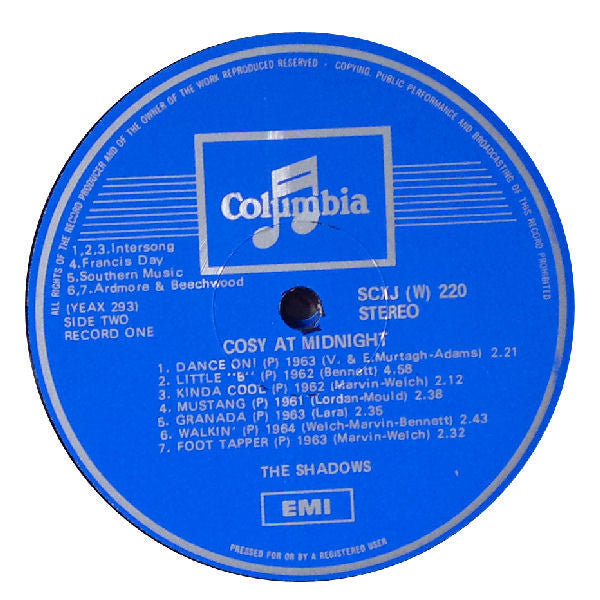 ALL RIGHTS OF THE RECORD PRODUCER AND OF THE OWNER OF THE WORK REPRODUCED RESERVED · COPYING, PUBLIC PERFORMANCE AND BROADCASTING OF THIS RECORD PROHIBITED
Columbia
1,2,3.Intersong
4.Francis Day
5.Southern Music
6,7.Ardmore & Beechwood
(YEAX 293)
SIDE TWO
RECORD ONE
SCXJ (W) 220
STEREO
COSY AT MIDNIGHT
1. DANCE ON! (P) 1963 (V. & E.Murtagh-Adams) 2.21
2. LITTLE "B" (P) 1962 (Bennett) 4.58
3. KINDA COOL (P) 1962 (Marvin-Welch) 2.12
4. MUSTANG (P) 1961 (Lordan-Mould) 2.38
5. GRANADA (P) 1963 (Lara) 2.35
6. WALKIN' (P) 1964 (Welch-Marvin-Bennett) 2.43
7. FOOT TAPPER (P) 1963 (Marvin-Welch) 2.32
THE SHADOWS
EMI
PRESSED FOR OR BY A REGISTERED USER